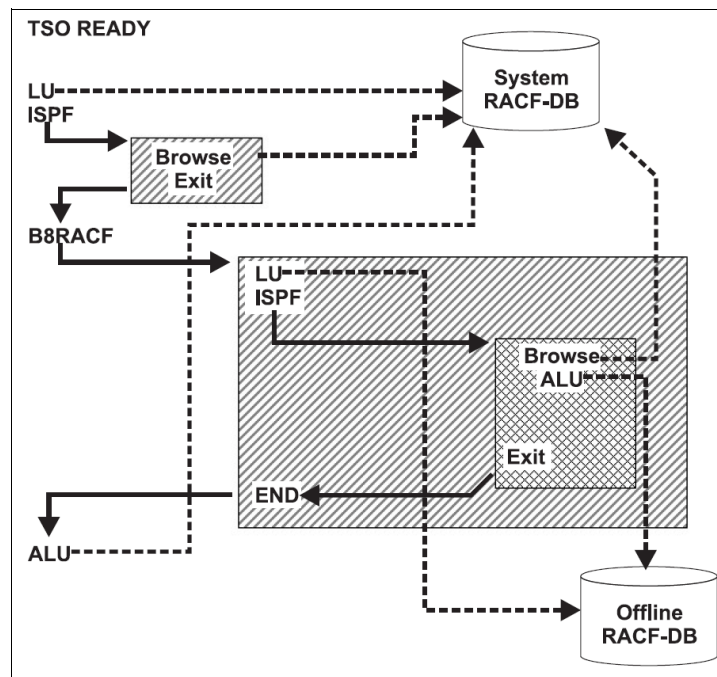 TSO READY
System
RACF-DB
LU
ISPF
Browse
Exit
B8RACF
LU
ISPF
Browse
ALU
Exit
END
ALU
Offline
RACF-DB